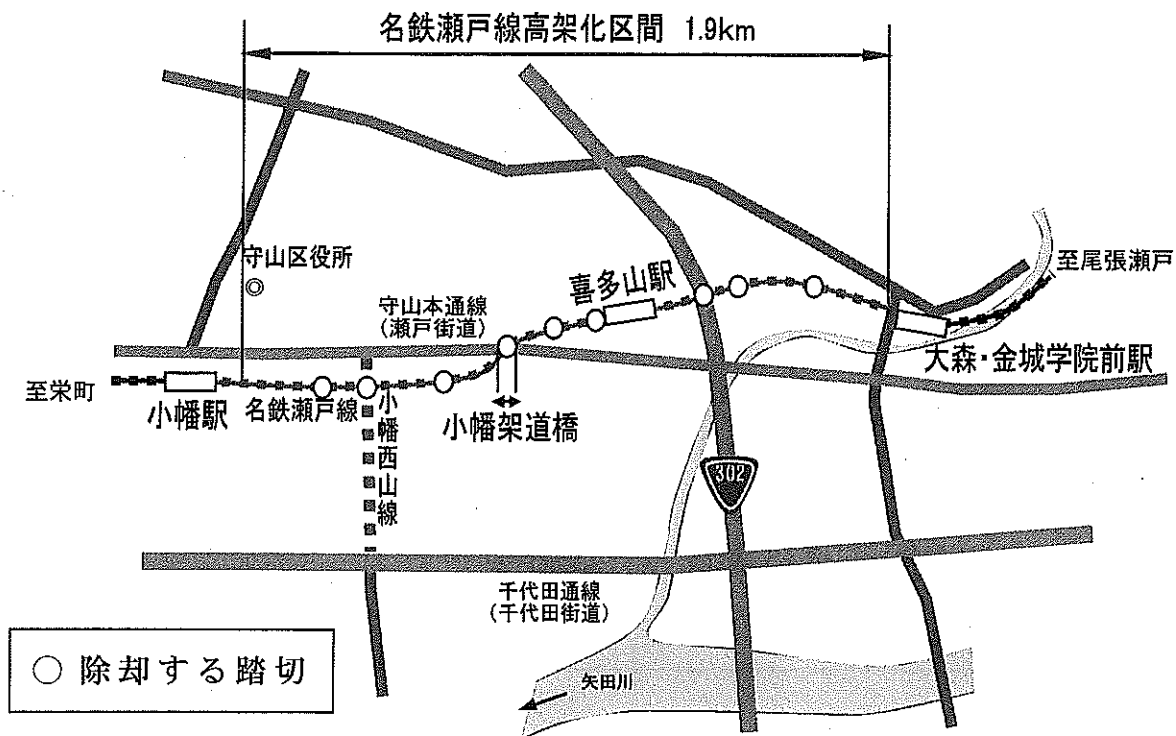 名鉄瀬戸線高架化区間 1.9km
守山区役所
至尾張瀬戸
喜多山駅
守山本通線
(瀬戸街道)
大森・金城学院前駅
至栄町
小幡駅
名鉄瀬戸線
小幡西山線
小幡架道橋
302
千代田通線
(千代田街道)
○ 除却する踏切
矢田川